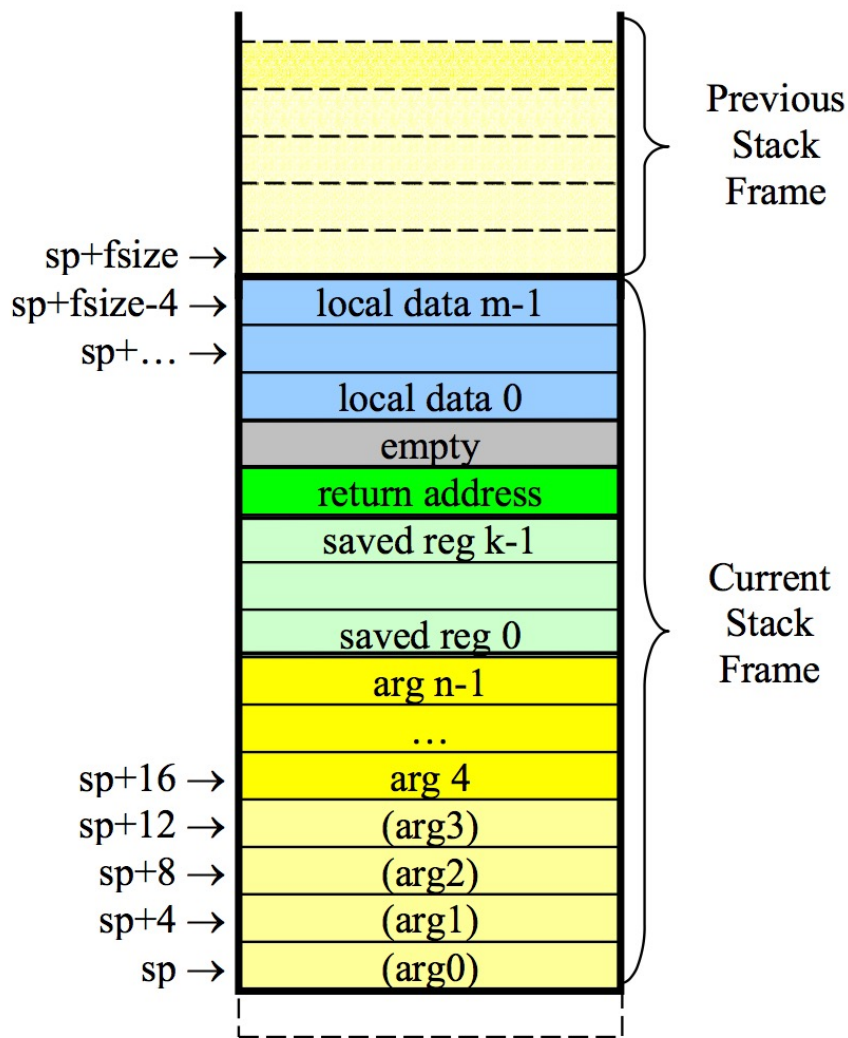 Previous
Stack
Frame
sp+fsize →
sp+fsize-4 → local data m-1
sp+… →
local data 0
empty
return address
saved reg k-1
Current
Stack
Frame
saved reg 0
arg n-1
…
sp+16 → arg 4
sp+12 → (arg3)
sp+8 → (arg2)
sp+4 → (arg1)
sp → (arg0)